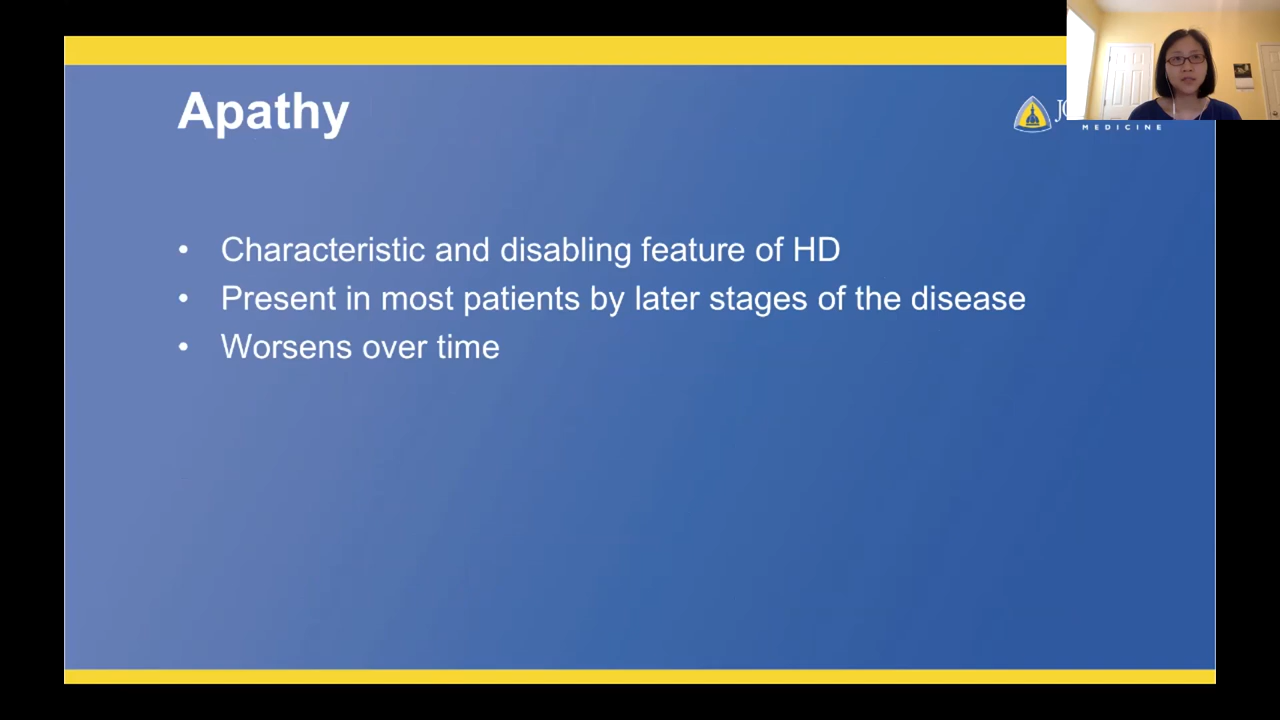 Apathy
MEDICINE
• Characteristic and disabling feature of HD
• Present in most patients by later stages of the disease
• Worsens over time